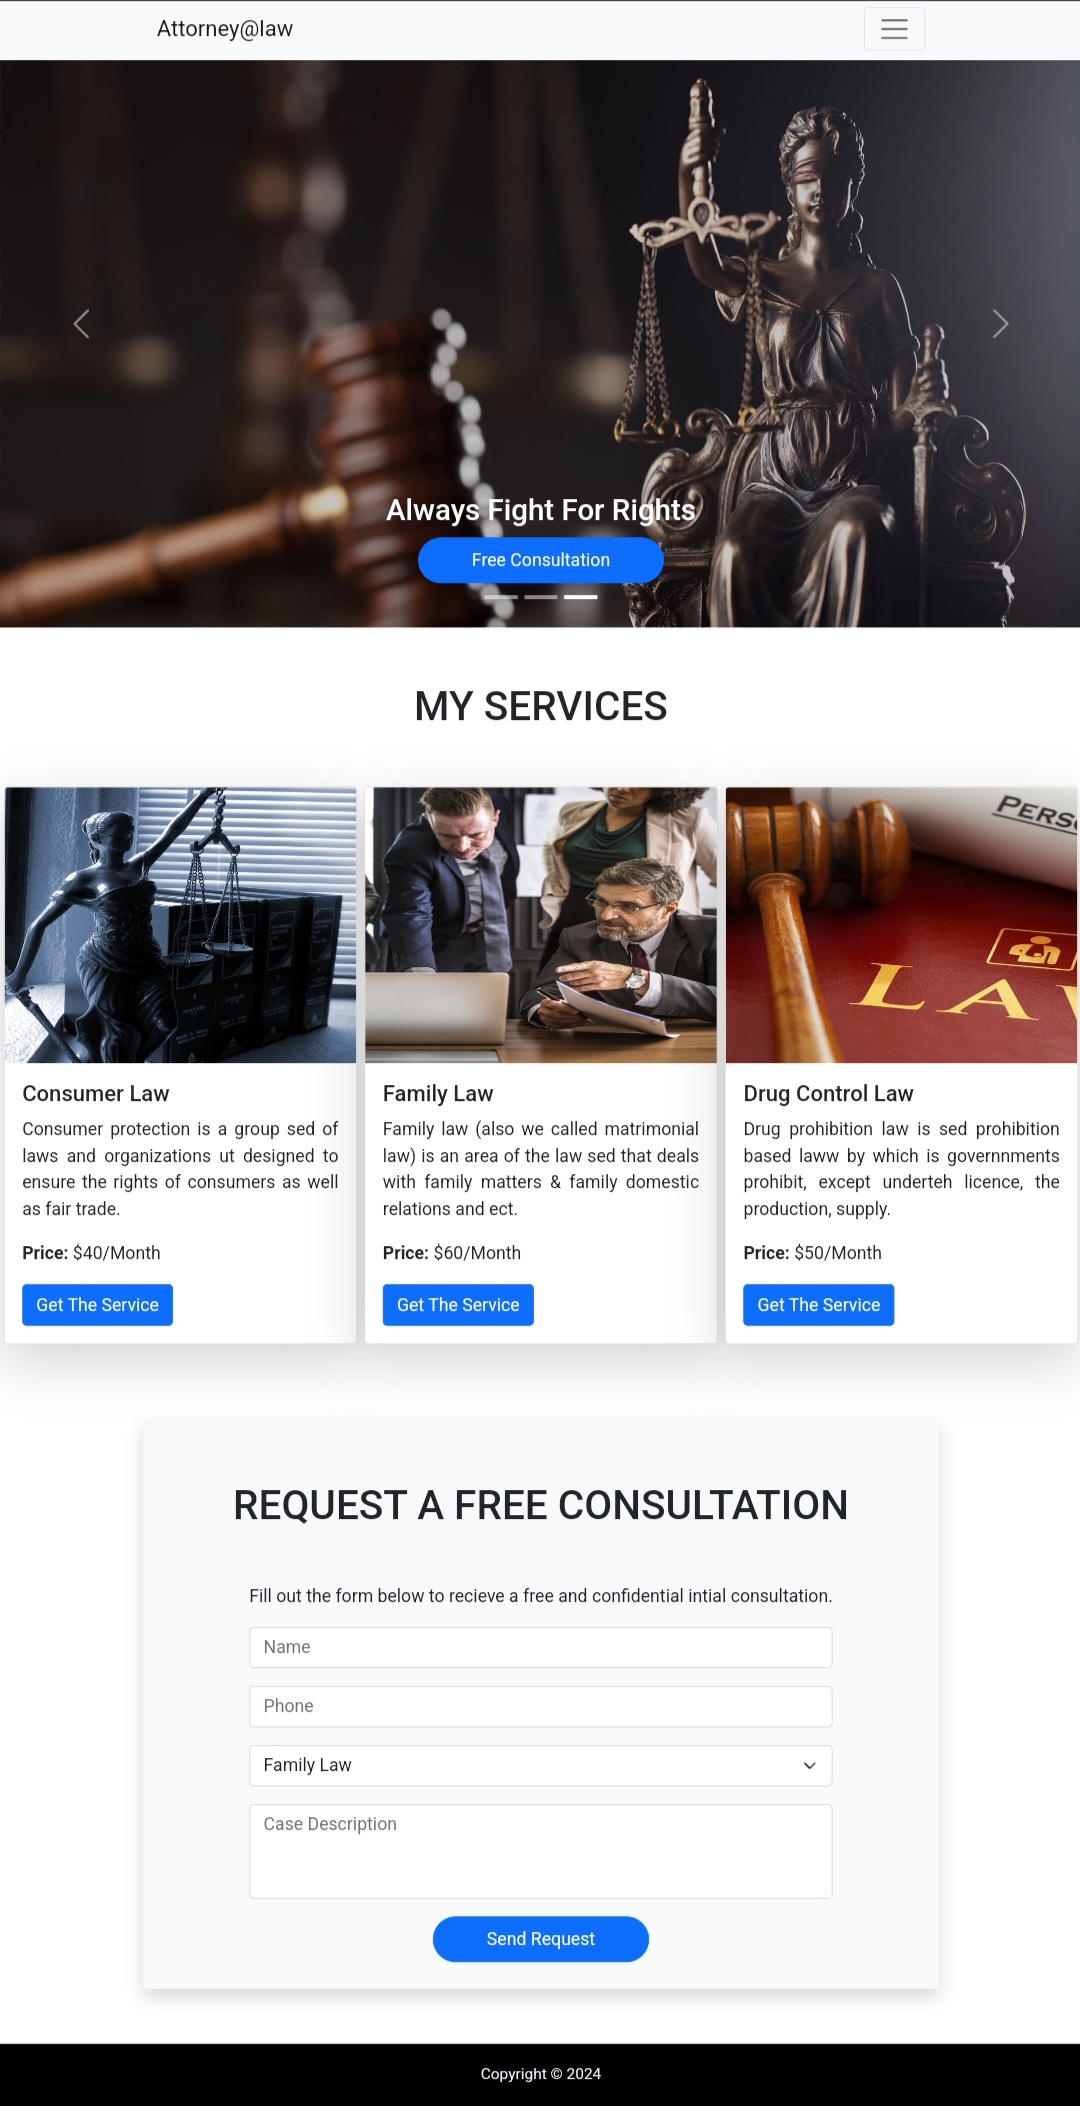 Attorney@law
Always Fight For Rights
Free Consultation
MY SERVICES
PERSO
LAW
Consumer Law
Consumer protection is a group sed of
laws and organizations ut designed to
ensure the rights of consumers as well
as fair trade.
Price: $40/Month
Get The Service
Family Law
Family law (also we called matrimonial
law) is an area of the law sed that deals
with family matters & family domestic
relations and ect.
Price: $60/Month
Get The Service
Drug Control Law
Drug prohibition law is sed prohibition
based laww by which is governnments
prohibit, except underteh licence, the
production, supply.
Price: $50/Month
Get The Service
REQUEST A FREE CONSULTATION
Fill out the form below to recieve a free and confidential intial consultation.
Name
Phone
Family Law
Case Description
Send Request
Copyright © 2024